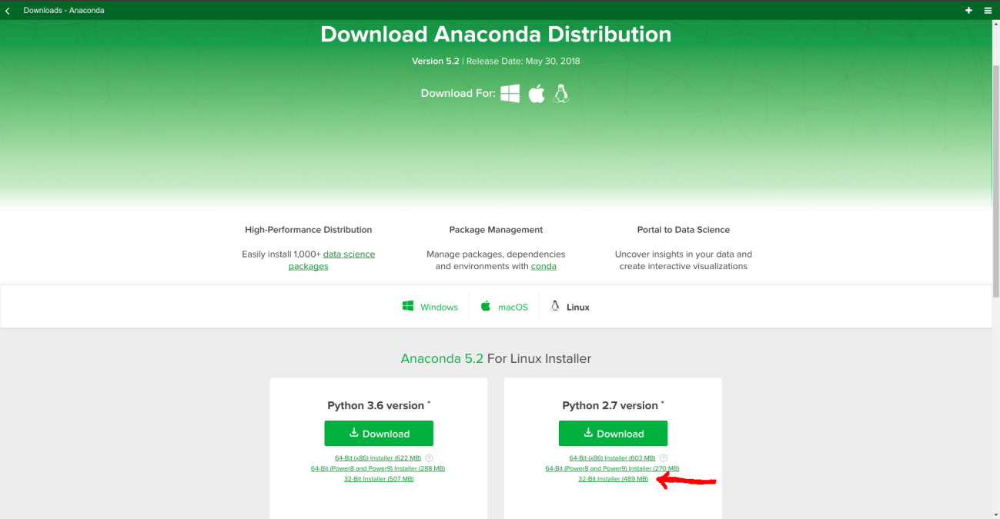 Downloads - Anaconda
Download Anaconda Distribution
Version 5.2 | Release Date: May 30, 2018
Download For:
High-Performance Distribution
Easily install 1,000+ data science
packages
Package Management
Manage packages, dependencies
and environments with conda
Portal to Data Science
Uncover insights in your data and
create interactive visualizations
Windows
macOS
Linux
Anaconda 5.2 For Linux Installer
Python 3.6 version *
Download
64-Bit (x86) Installer (622 MB) ?
64-Bit (Power8 and Power9) Installer (288 MB)
32-Bit Installer (507 MB)
Python 2.7 version *
Download
64-Bit (x86) Installer (603 MB) ?
64-Bit (Power8 and Power9) Installer (270 MB)
32-Bit Installer (489 MB)